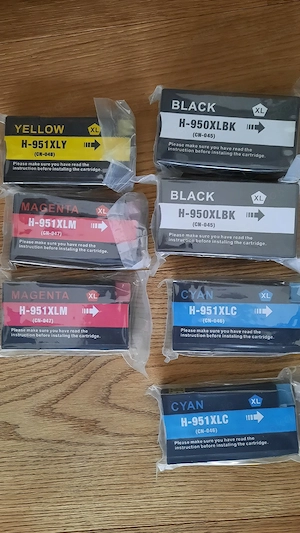 YELLOW XL
H-951XLY
(CN-048)
Please make sure you have read the
instruction before installing the cartridge.
MAGENTA XL
H-951XLM
(CN-047)
Please make sure you have read the
instruction before installing the cartridge.
MAGENTA XL
H-951XLM
(CN-047)
Please make sure you have read the
instruction before installing the cartridge.
BLACK XL
H-950XLBK
(CN-045)
Please make sure you have read the
instruction before installing the cartridge.
BLACK XL
H-950XLBK
(CN-045)
Please make sure you have read the
instruction before installing the cartridge.
CYAN XL
H-951XLC
(CN-046)
Please make sure you have read the
instruction before installing the cartridge.
CYAN XL
H-951XLC
(CN-046)
Please make sure you have read the
instruction before installing the cartridge.